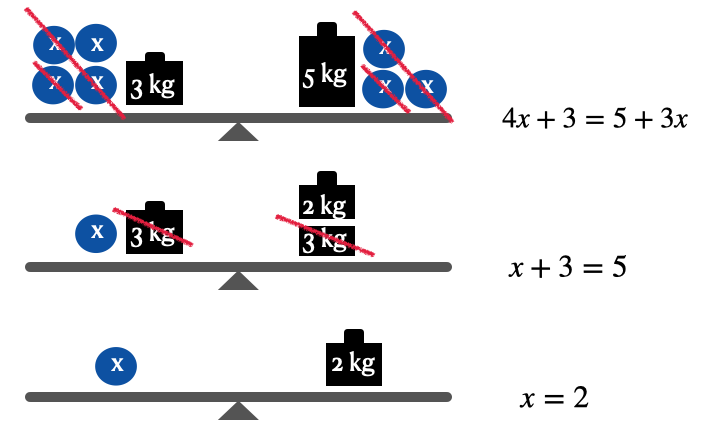 x x 3 kg 5 kg x 4x + 3 = 5 + 3x
x x x x
x 3 kg 2 kg 3 kg x + 3 = 5
x 2 kg x = 2